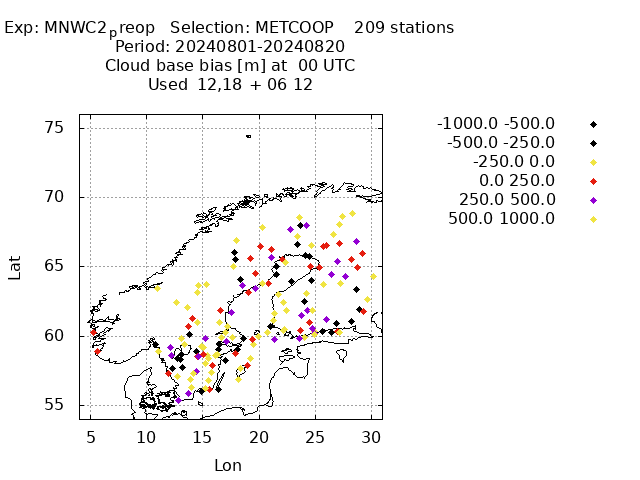 Exp: MNWC2preop Selection: METCOOP 209 stations
Period: 20240801-20240820
Cloud base bias [m] at 00 UTC
Used 12,18 + 06 12
-1000.0 -500.0
-500.0 -250.0
-250.0 0.0
0.0 250.0
250.0 500.0
500.0 1000.0
75
70
65
60
55
Lat
5 10 15 20 25 30
Lon